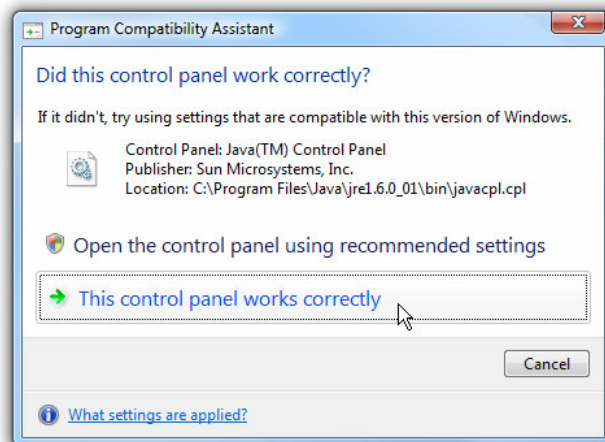 Program Compatibility Assistant
Did this control panel work correctly?
If it didn't, try using settings that are compatible with this version of Windows.
Control Panel: Java(TM) Control Panel
Publisher: Sun Microsystems, Inc.
Location: C:\Program Files\Java\jre1.6.0_01\bin\javacpl.cpl
Open the control panel using recommended settings
This control panel works correctly
Cancel
What settings are applied?